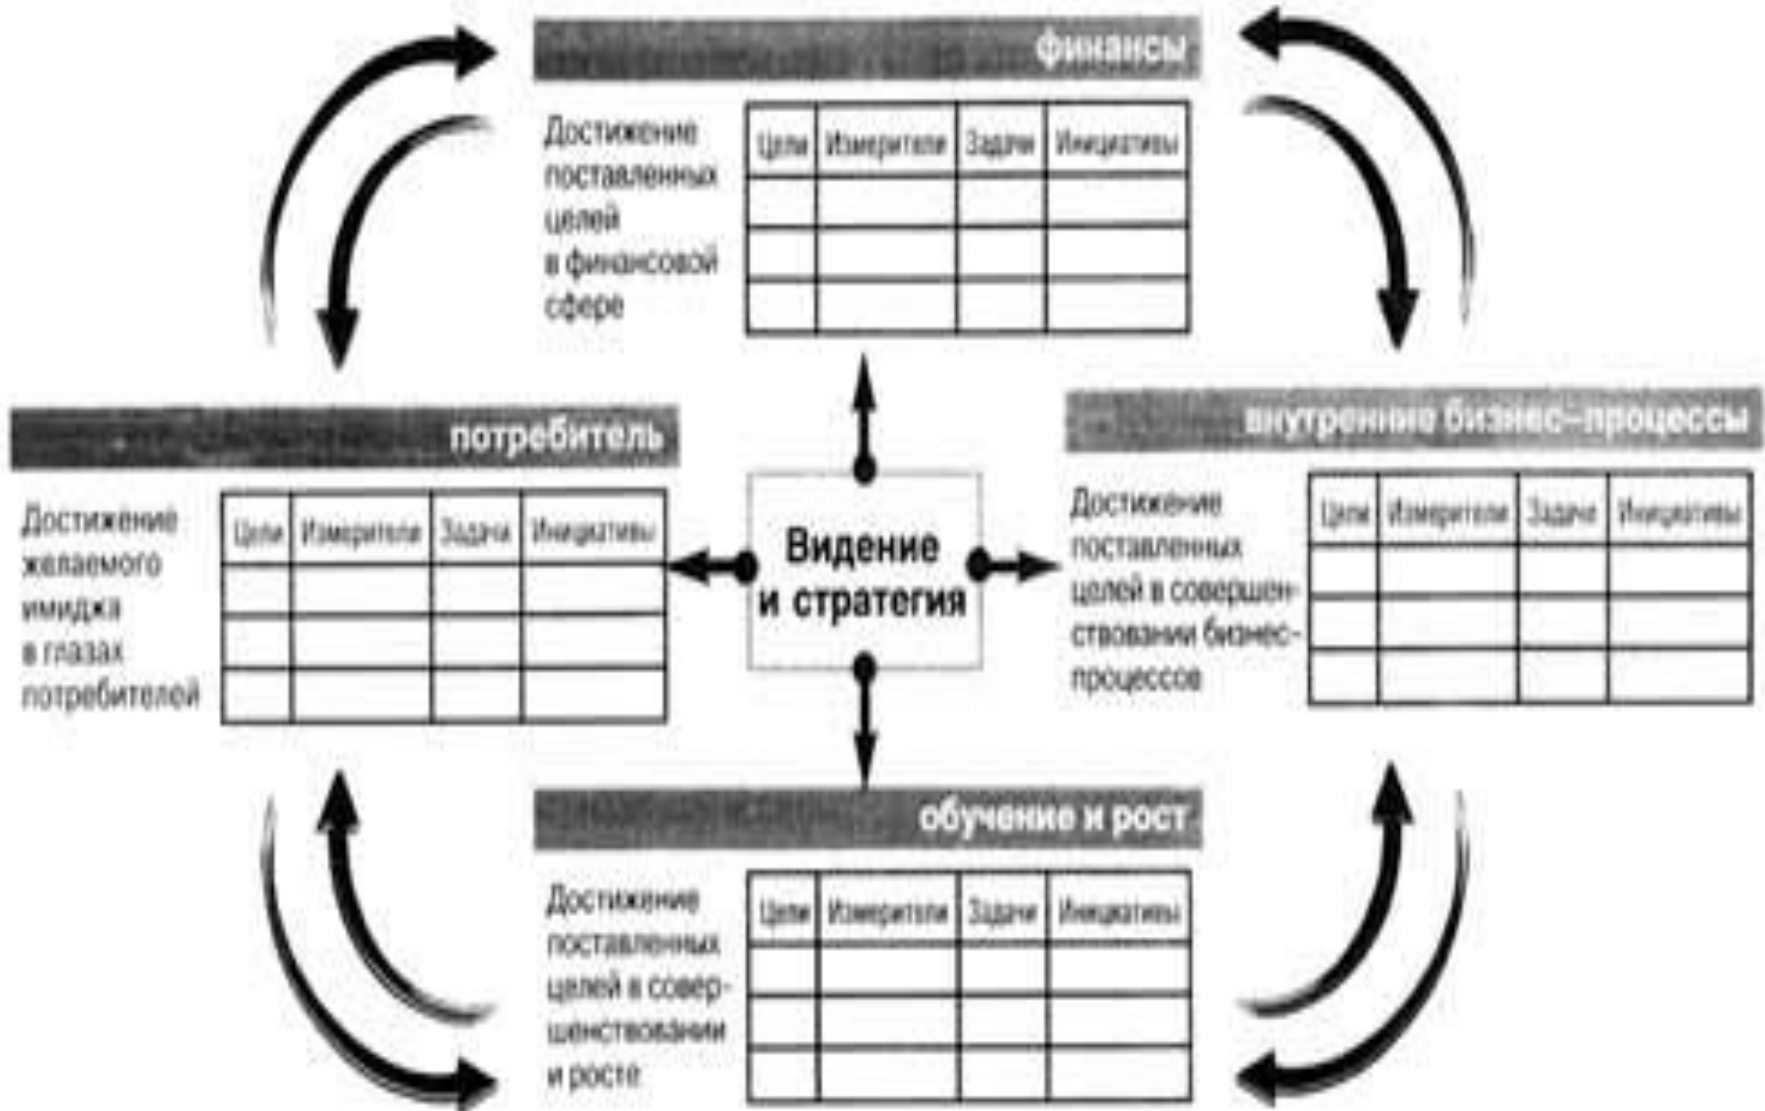 финансы
Достижение
поставленных
целей
в финансовой
сфере
Цели Измерители Задачи Инициативы
потребитель
Достижение
желаемого
имиджа
в глазах
потребителей
Цели Измерители Задачи Инициативы
Видение
и стратегия
внутренние бизнес–процессы
Достижение
поставленных
целей в совершен-
ствовании бизнес-
процессов
Цели Измерители Задачи Инициативы
обучение и рост
Достижение
поставленных
целей в совер-
шенствовании
и росте
Цели Измерители Задачи Инициативы